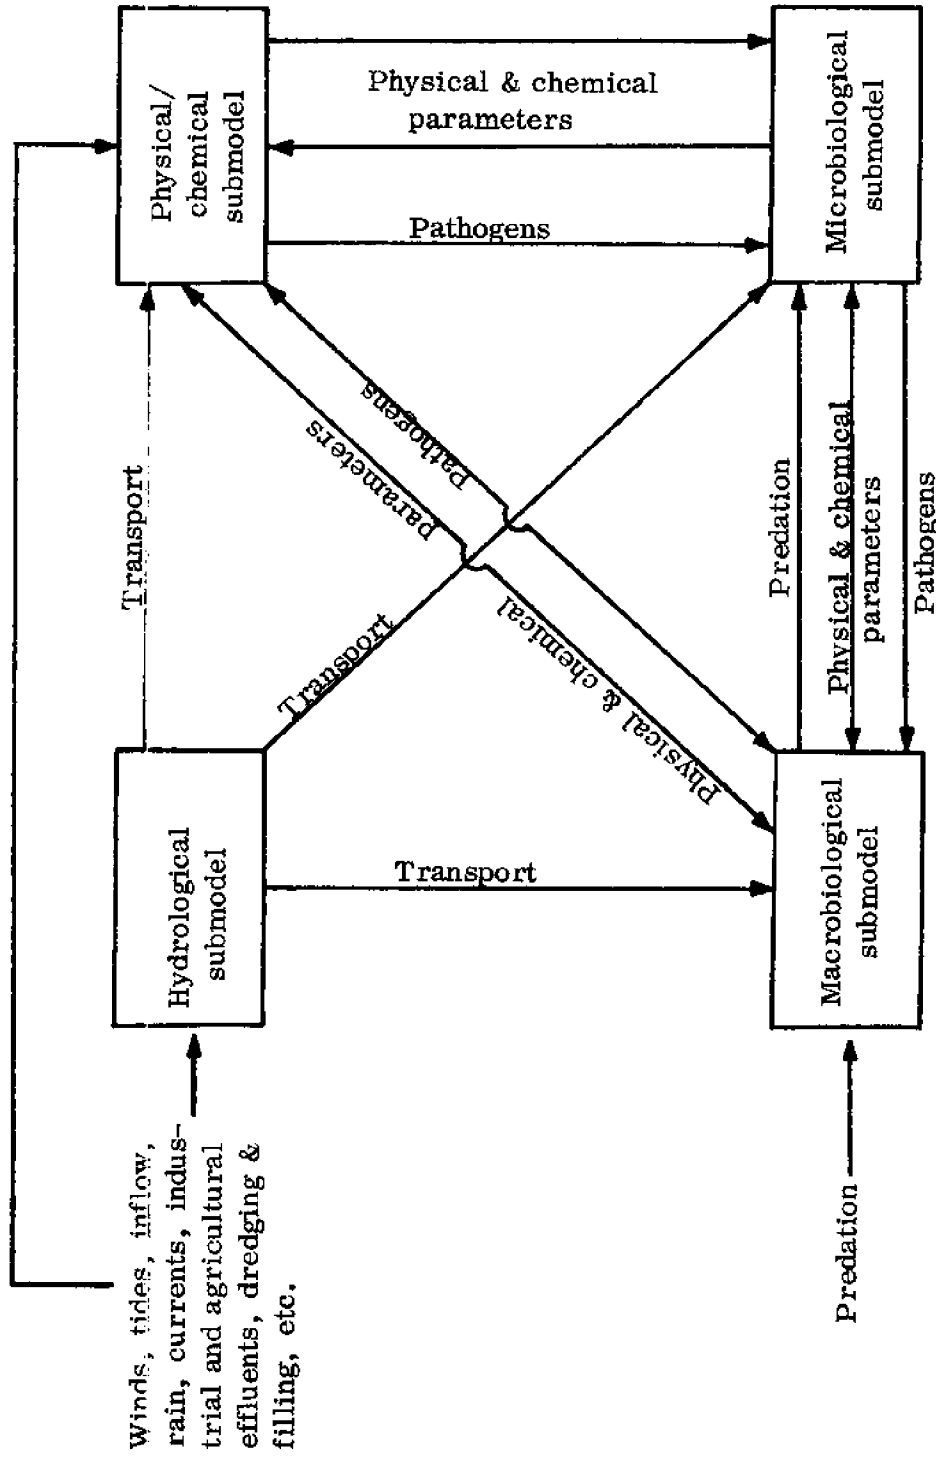 Winds, tides, inflow,
rain, currents, indus-
trial and agricultural
effluents, dredging &
filling, etc.
Hydrological
submodel
Transport
Physical/
chemical
submodel
Transport
Transport
parameters
Pathogens
Physical & chemical
Physical & chemical
parameters
Pathogens
Predation
Macrobiological
submodel
Predation
Physical & chemical
parameters
Pathogens
Microbiological
submodel